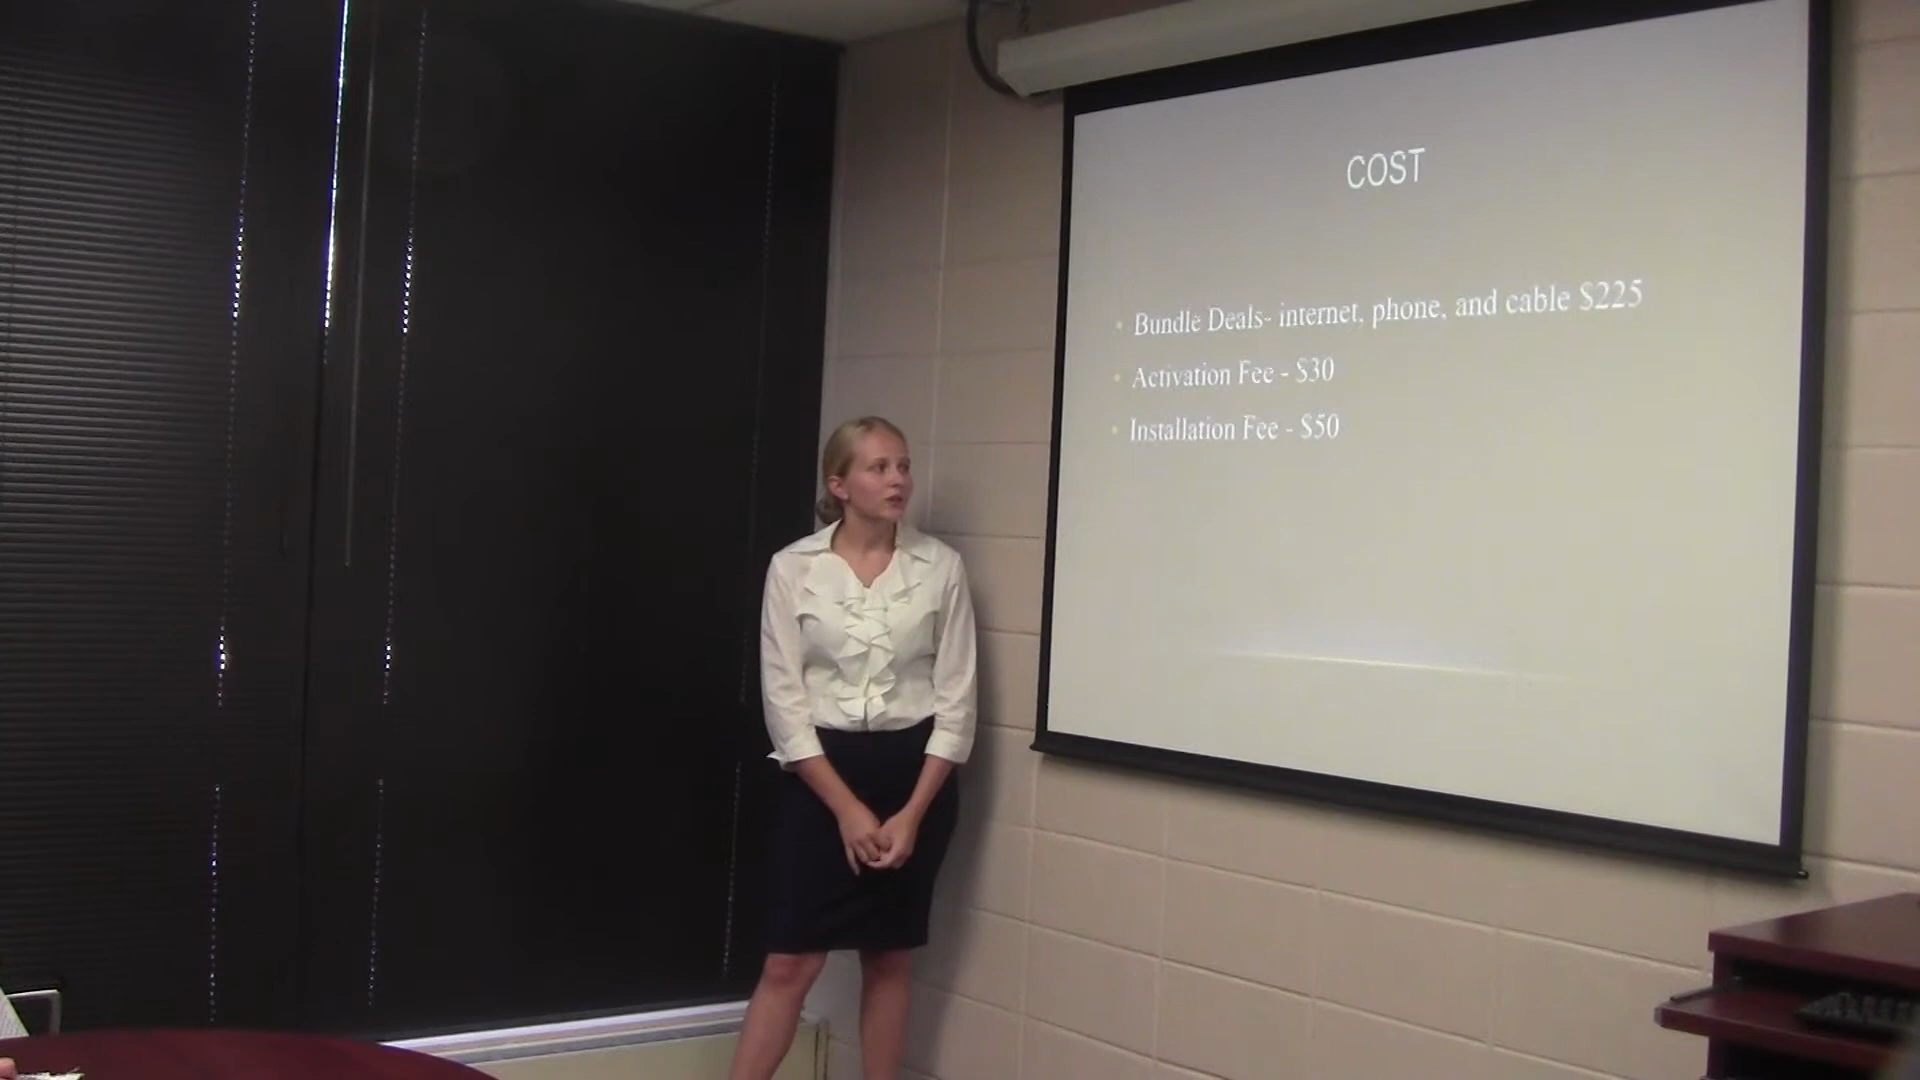 COST
• Bundle Deals- internet, phone, and cable $225
• Activation Fee - $30
• Installation Fee - $50